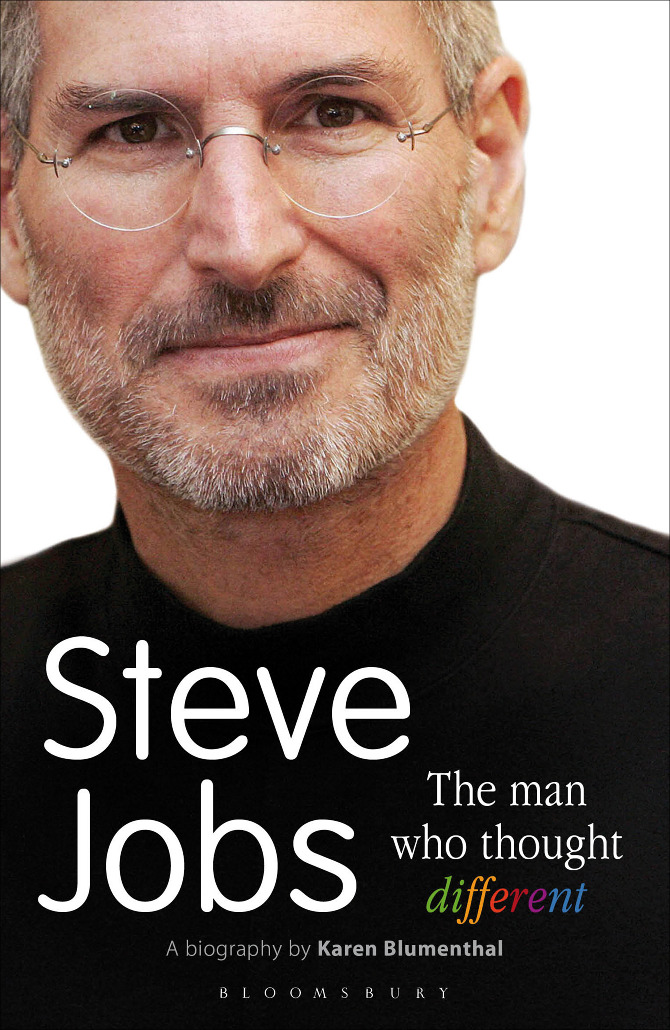 Steve
Jobs
The man
who thought
different
A biography by Karen Blumenthal
BLOOMSBURY